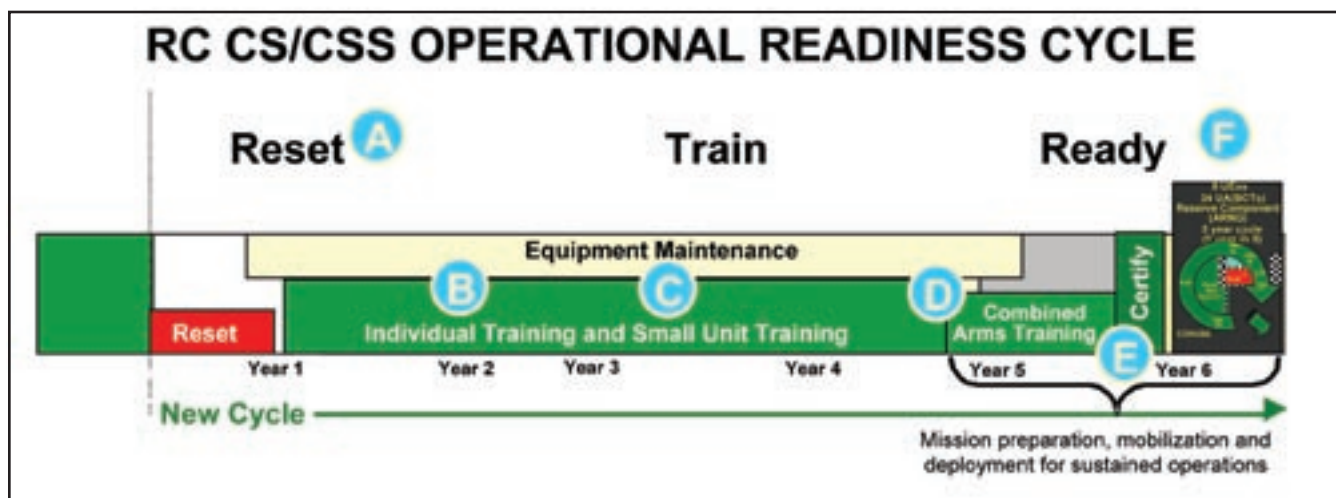 RC CS/CSS OPERATIONAL READINESS CYCLE
Reset A
Train
Ready F
Reserve Component
Equipment Maintenance
B
C
D
Certify
Reset
Individual Training and Small Unit Training
Combined
Arms Training
E
Year 1
Year 2
Year 3
Year 4
Year 5
Year 6
New Cycle
Mission preparation, mobilization and
deployment for sustained operations